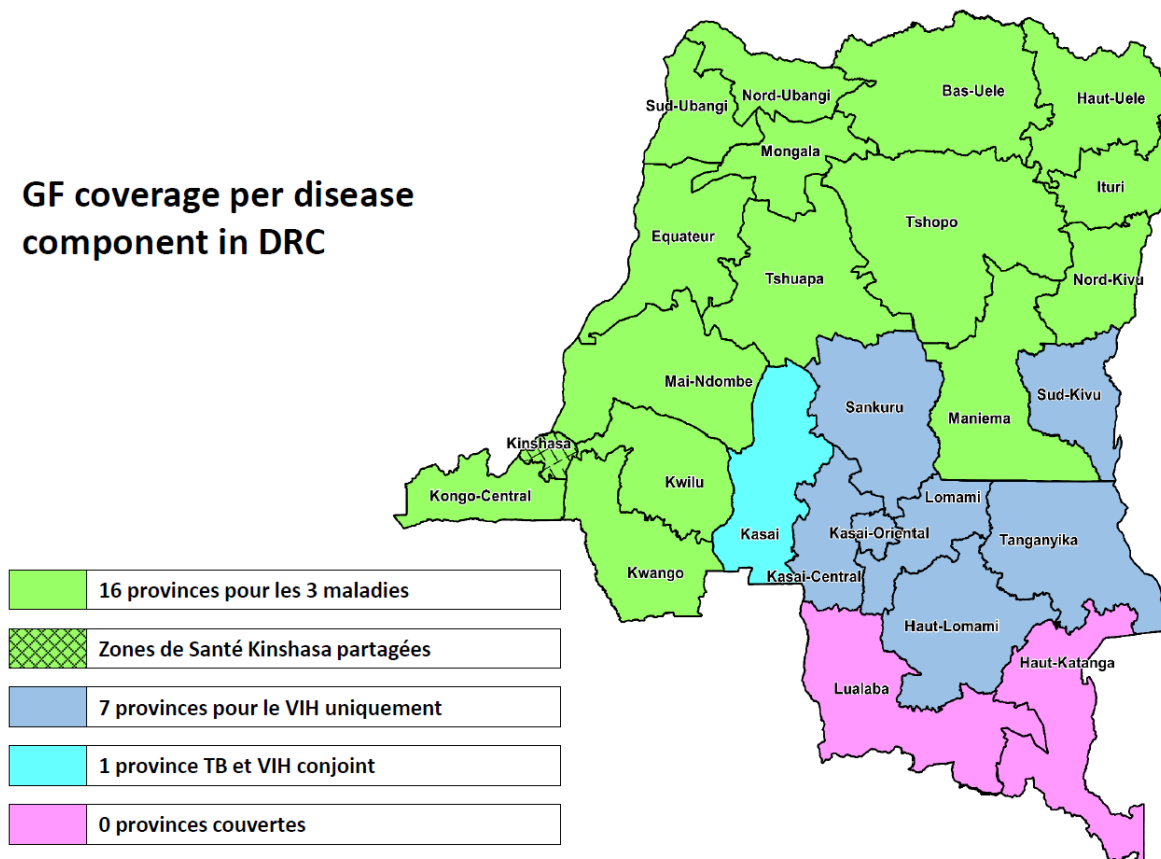 GF coverage per disease
component in DRC
Nord-Ubangi
Bas-Uele
Haut-Uele
Sud-Ubangi
Mongala
Ituri
Tshopo
Equateur
Tshuapa
Nord-Kivu
Mai-Ndombe
Sankuru
Sud-Kivu
Maniema
Kinshasa
Kwilu
Kongo-Central
Lomami
Kasai
Kasai-Oriental
Tanganyika
Kwango
Kasai-Central
Haut-Lomami
Haut-Katanga
Lualaba
16 provinces pour les 3 maladies
Zones de Santé Kinshasa partagées
7 provinces pour le VIH uniquement
1 province TB et VIH conjoint
0 provinces couvertes